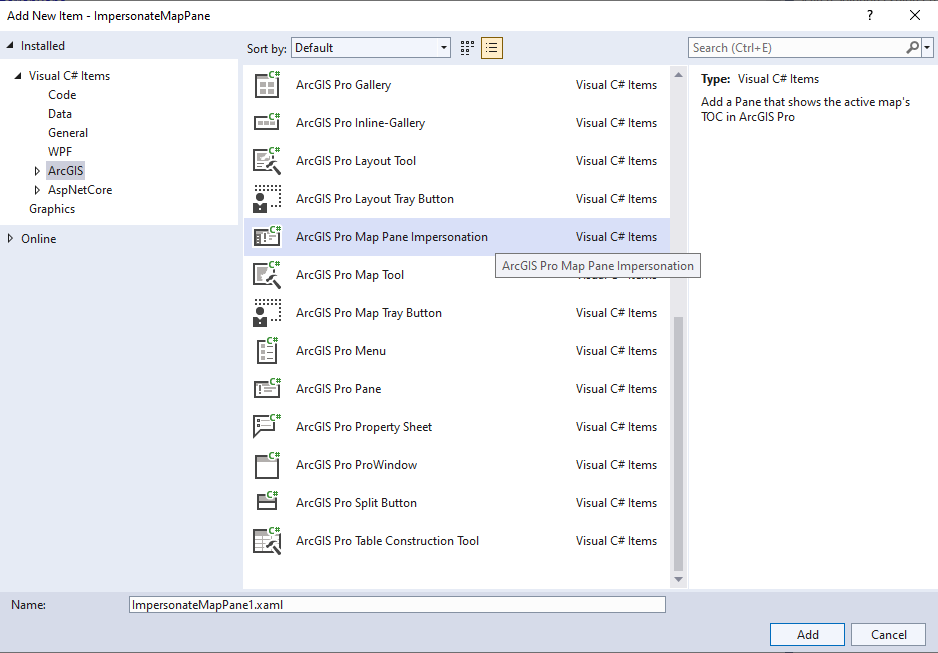 Add New Item - ImpersonateMapPane
?
Installed
Sort by: Default
Search (Ctrl+E)
Visual C# Items
Code
Data
General
WPF
ArcGIS
AspNetCore
Graphics
Online
ArcGIS Pro Gallery Visual C# Items
ArcGIS Pro Inline-Gallery Visual C# Items
ArcGIS Pro Layout Tool Visual C# Items
ArcGIS Pro Layout Tray Button Visual C# Items
ArcGIS Pro Map Pane Impersonation Visual C# Items
ArcGIS Pro Map Pane Impersonation
ArcGIS Pro Map Tool Visual C# Items
ArcGIS Pro Map Tray Button Visual C# Items
ArcGIS Pro Menu Visual C# Items
ArcGIS Pro Pane Visual C# Items
ArcGIS Pro Property Sheet Visual C# Items
ArcGIS Pro ProWindow Visual C# Items
ArcGIS Pro Split Button Visual C# Items
ArcGIS Pro Table Construction Tool Visual C# Items
Type: Visual C# Items
Add a Pane that shows the active map's
TOC in ArcGIS Pro
Name: ImpersonateMapPane1.xaml
Add Cancel